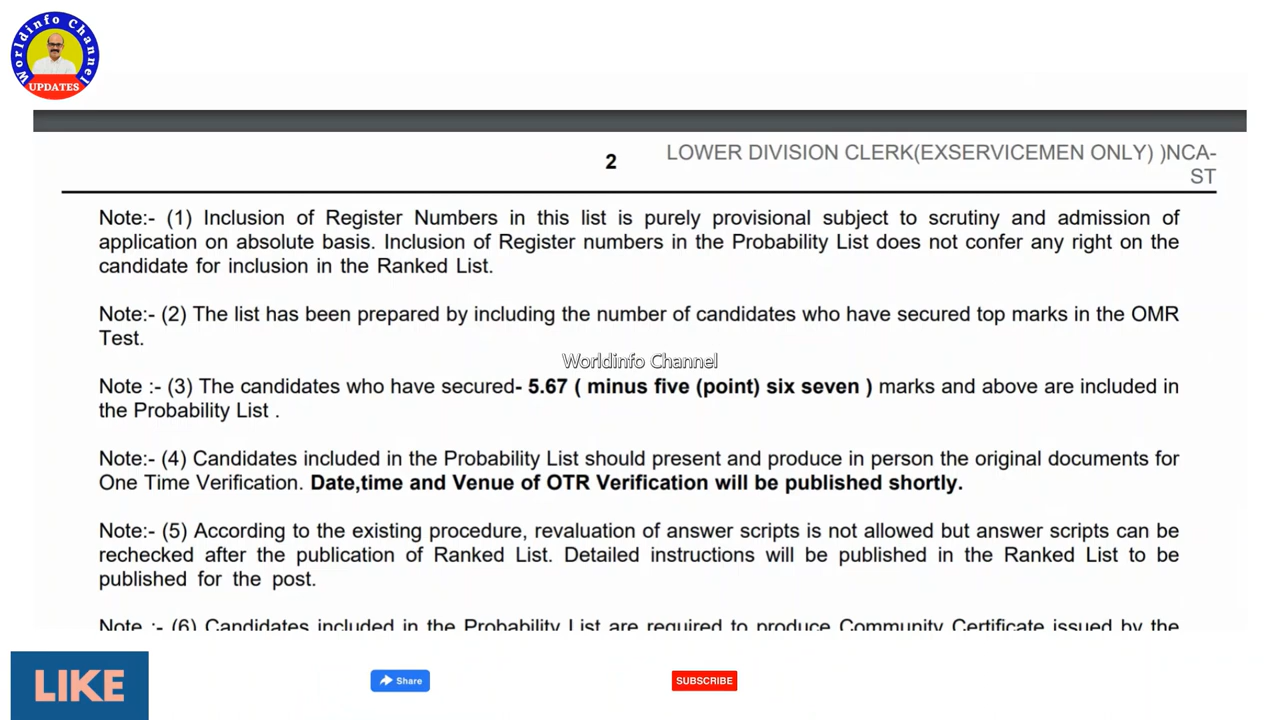 Worldinfo Channel
UPDATES
2
LOWER DIVISION CLERK(EXSERVICEMEN ONLY) )NCA-
ST
Note:- (1) Inclusion of Register Numbers in this list is purely provisional subject to scrutiny and admission of
application on absolute basis. Inclusion of Register numbers in the Probability List does not confer any right on the
candidate for inclusion in the Ranked List.
Note:- (2) The list has been prepared by including the number of candidates who have secured top marks in the OMR
Test.
Worldinfo Channel
Note :- (3) The candidates who have secured- 5.67 ( minus five (point) six seven ) marks and above are included in
the Probability List .
Note:- (4) Candidates included in the Probability List should present and produce in person the original documents for
One Time Verification. Date,time and Venue of OTR Verification will be published shortly.
Note:- (5) According to the existing procedure, revaluation of answer scripts is not allowed but answer scripts can be
rechecked after the publication of Ranked List. Detailed instructions will be published in the Ranked List to be
published for the post.
Note :- (6) Candidates included in the Probability List are required to produce Community Certificate issued by the
LIKE
Share
SUBSCRIBE